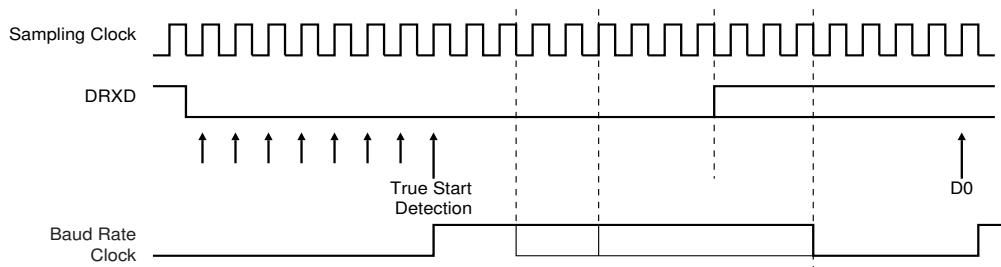 Sampling Clock
DRXD
True Start
Detection
D0
Baud Rate
Clock